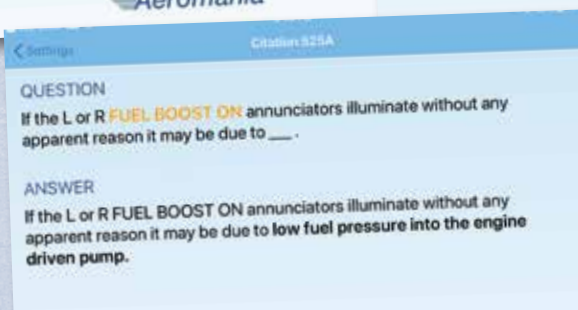 Aeromania
Settings
Citation 525A
QUESTION
If the L or R FUEL BOOST ON annunciators illuminate without any
apparent reason it may be due to ___ .
ANSWER
If the L or R FUEL BOOST ON annunciators illuminate without any
apparent reason it may be due to low fuel pressure into the engine
driven pump.